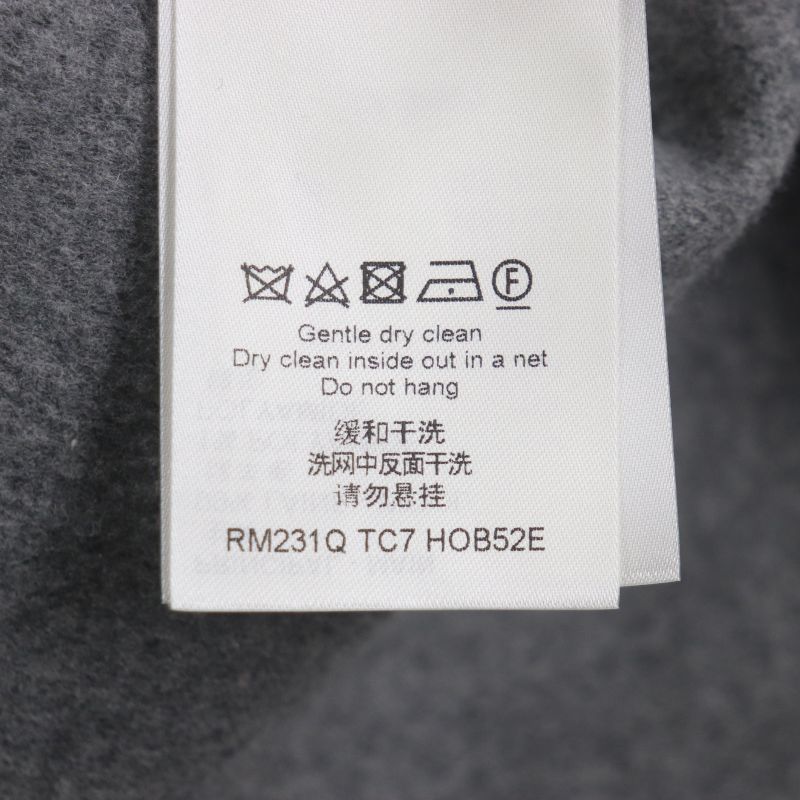 F
Gentle dry clean
Dry clean inside out in a net
Do not hang
缓和干洗
洗网中反面干洗
请勿悬挂
RM231Q TC7 HOB52E